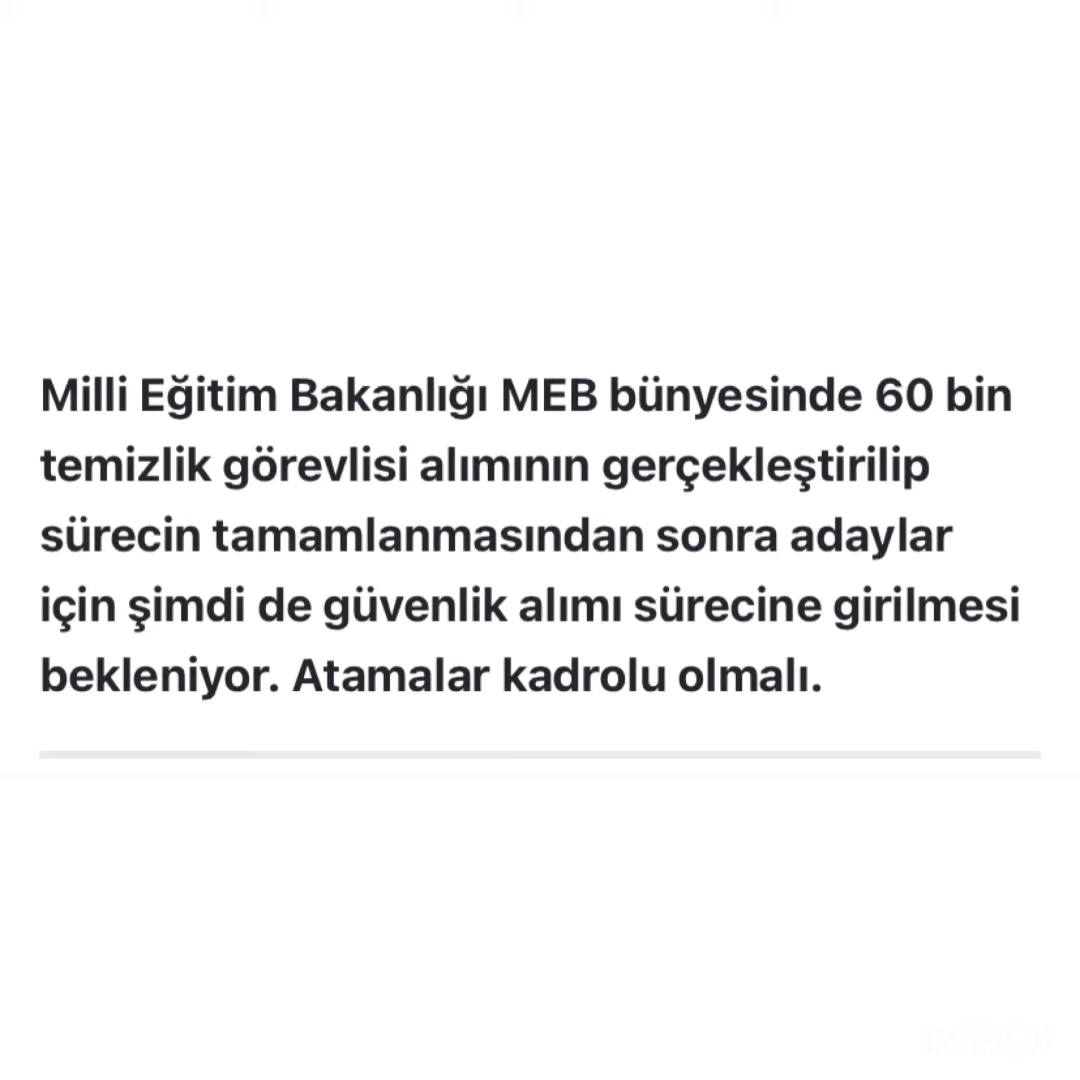 Milli Eğitim Bakanlığı MEB bünyesinde 60 bin
temizlik görevlisi alımının gerçekleştirilip
sürecin tamamlanmasından sonra adaylar
için şimdi de güvenlik alımı sürecine girilmesi
bekleniyor. Atamalar kadrolu olmalı.